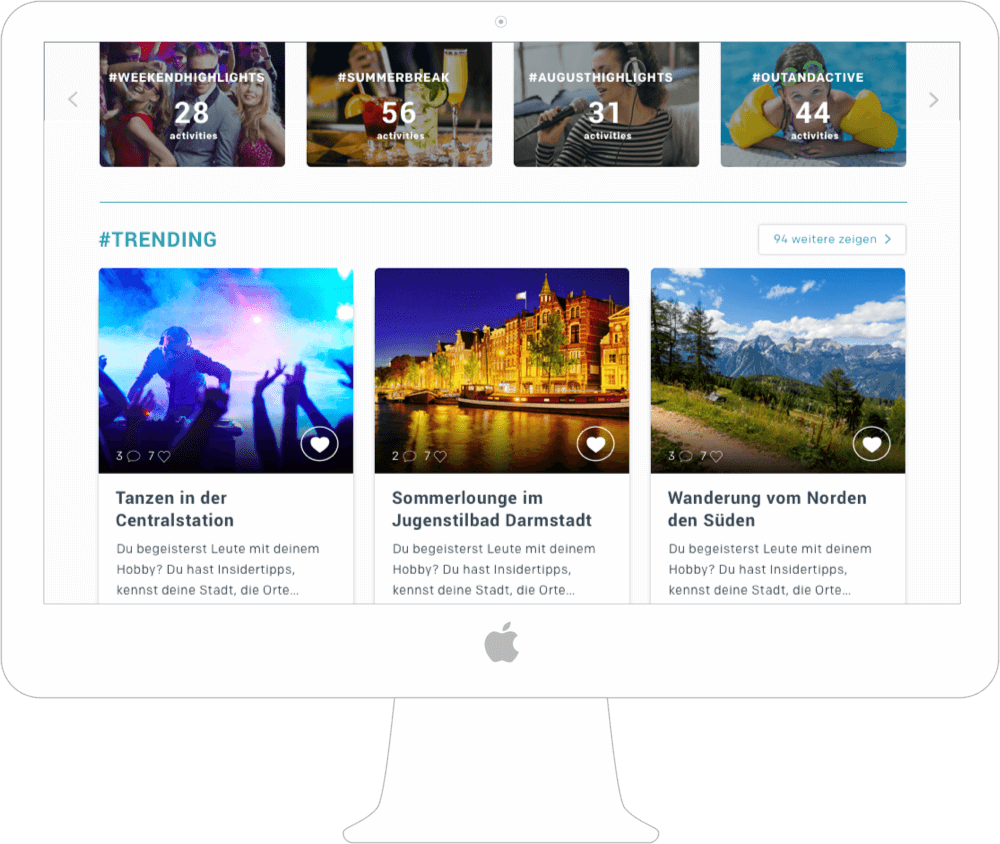 #WEEKENDHIGHLIGHTS
28
activities
#SUMMERBREAK
56
activities
#AUGUSTHIGHLIGHTS
31
activities
#OUTANDACTIVE
44
activities
#TRENDING
94 weitere zeigen
3 7
Tanzen in der
Centralstation
Du begeisterst Leute mit deinem
Hobby? Du hast Insidertipps,
kennst deine Stadt, die Orte...
2 7
Sommerlounge im
Jugenstilbad Darmstadt
Du begeisterst Leute mit deinem
Hobby? Du hast Insidertipps,
kennst deine Stadt, die Orte...
3 7
Wanderung vom Norden
den Süden
Du begeisterst Leute mit deinem
Hobby? Du hast Insidertipps,
kennst deine Stadt, die Orte...